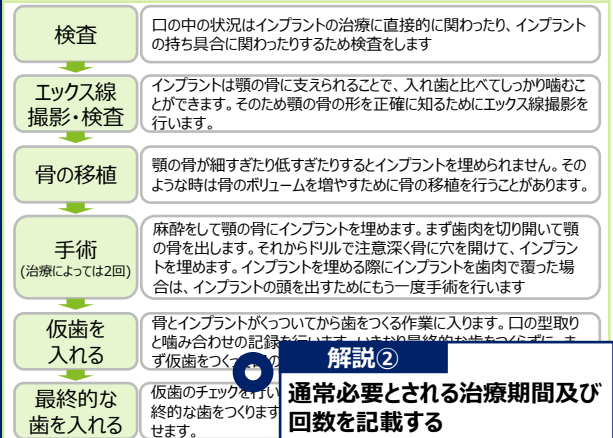 検査
口の中の状況はインプラントの治療に直接的に関わったり、インプラント
の持ち具合に関わったりするため検査をします
エックス線
撮影・検査
インプラントは顎の骨に支えられることで、入れ歯と比べてしっかり噛むこ
とができます。そのため顎の骨の形を正確に知るためにエックス線撮影を
行います。
骨の移植
顎の骨が細すぎたり低すぎたりするとインプラントを埋められません。その
ような時は骨のボリュームを増やすために骨の移植を行うことがあります。
手術
(治療によっては2回)
麻酔をして顎の骨にインプラントを埋めます。まず歯肉を切り開いて顎
の骨を出します。それからドリルで注意深く骨に穴を開けて、インプラン
トを埋めます。インプラントを埋める際にインプラントを歯肉で覆った場
合は、インプラントの頭を出すためにもう一度手術を行います
仮歯を
入れる
骨とインプラントがくっついてから歯をつくる作業に入ります。口の型取り
と噛み合わせの記録を行います。いきなり最終的な歯をつくらずに、ま
ず仮歯をつくっ
最終的な
歯を入れる
仮歯のチェックを行い
終的な歯をつくります
せます。
解説②
通常必要とされる治療期間及び
回数を記載する